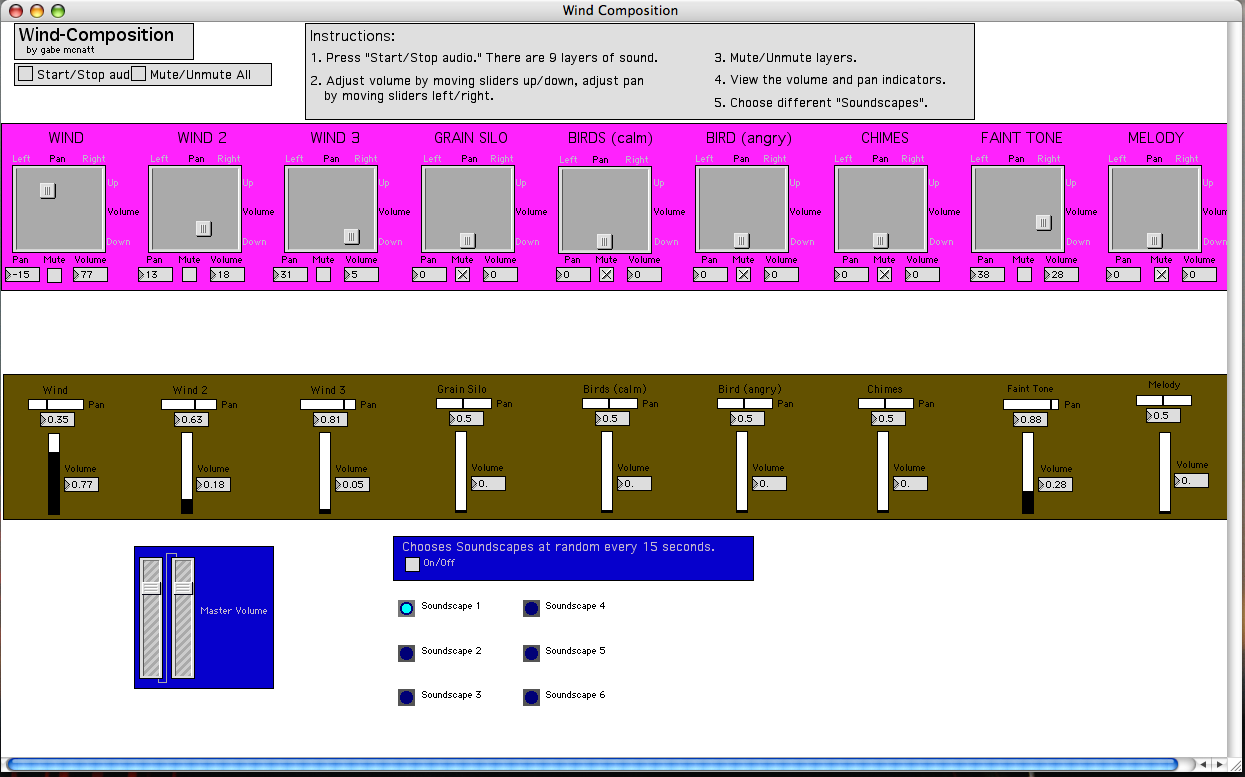 Wind Composition
Wind-Composition
by gabe mcnatt
Start/Stop aud Mute/Unmute All
Instructions:
1. Press "Start/Stop audio." There are 9 layers of sound.
2. Adjust volume by moving sliders up/down, adjust pan
by moving sliders left/right.
3. Mute/Unmute layers.
4. View the volume and pan indicators.
5. Choose different "Soundscapes".
WIND WIND 2 WIND 3 GRAIN SILO BIRDS (calm) BIRD (angry) CHIMES FAINT TONE MELODY
Left Pan Right Left Pan Right Left Pan Right Left Pan Right Left Pan Right Left Pan Right Left Pan Right Left Pan Right Left Pan Right
Up Up Up Up Up Up Up Up Up
Volume Volume Volume Volume Volume Volume Volume Volume Volum
Down Down Down Down Down Down Down Down Down
Pan Mute Volume Pan Mute Volume Pan Mute Volume Pan Mute Volume Pan Mute Volume Pan Mute Volume Pan Mute Volume Pan Mute Volume Pan Mute Volume
-15 77 13 18 31 5 0 0 0 0 0 0 0 0 38 28 0 0
Wind Wind 2 Wind 3 Grain Silo Birds (calm) Bird (angry) Chimes Faint Tone Melody
Pan Pan Pan Pan Pan Pan Pan Pan
0.35 0.63 0.81 0.5 0.5 0.5 0.5 0.88 0.5
Volume Volume Volume Volume Volume Volume Volume Volume Volume
0.77 0.18 0.05 0. 0. 0. 0. 0.28 0.
Master Volume
Chooses Soundscapes at random every 15 seconds.
On/Off
Soundscape 1 Soundscape 4
Soundscape 2 Soundscape 5
Soundscape 3 Soundscape 6